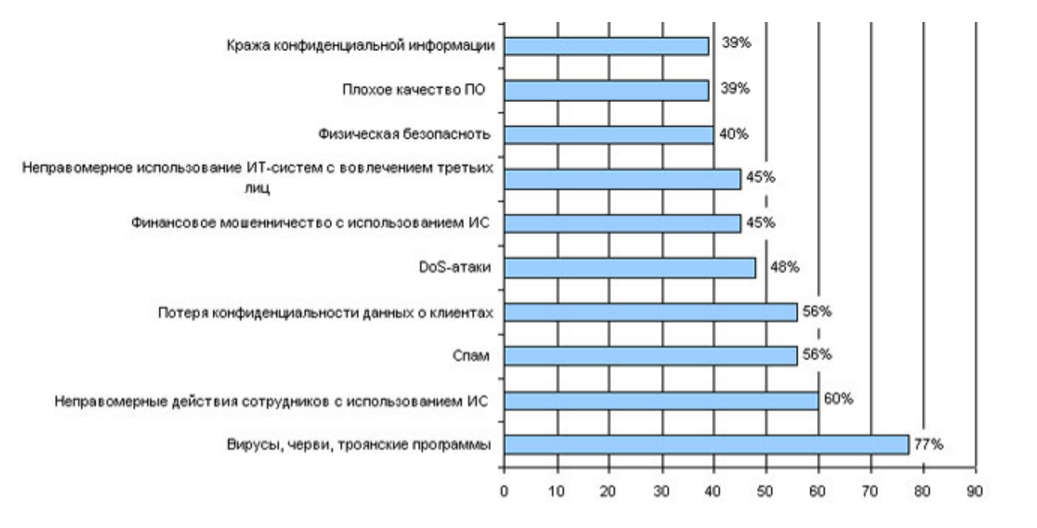 Кража конфиденциальной информации 39%
Плохое качество ПО 39%
Физическая безопасноть 40%
Неправомерное использование ИТ-систем с вовлечением третьих
лиц 45%
Финансовое мошенничество с использованием ИС 45%
DoS-атаки 48%
Потеря конфиденциальности данных о клиентах 56%
Спам 56%
Неправомерные действия сотрудников с использованием ИС 60%
Вирусы, черви, троянские программы 77%
0 10 20 30 40 50 60 70 80 90